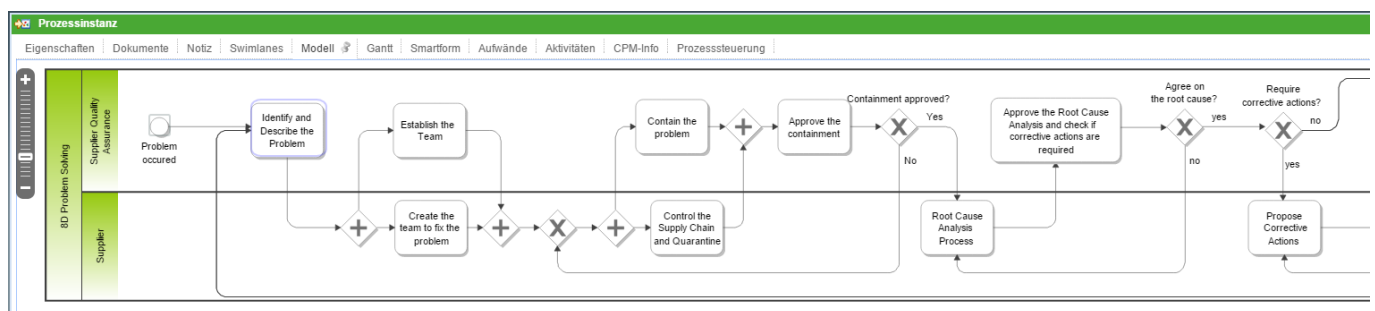 Prozessinstanz
Eigenschaften Dokumente Notiz Swimlanes Modell Gantt Smartform Aufwände Aktivitäten CPM-Info Prozesssteuerung
8D Problem Solving
Supplier Quality
Assurance
Supplier
Problem
occured
Identify and
Describe the
Problem
Establish the
Team
Create the
team to fix the
problem
Contain the
problem
Control the
Supply Chain
and Quarantine
Approve the
containment
Containment approved?
Yes
No
Root Cause
Analysis
Process
Approve the Root Cause
Analysis and check if
corrective actions are
required
Agree on
the root cause?
yes
no
Require
corrective actions?
no
yes
Propose
Corrective
Actions